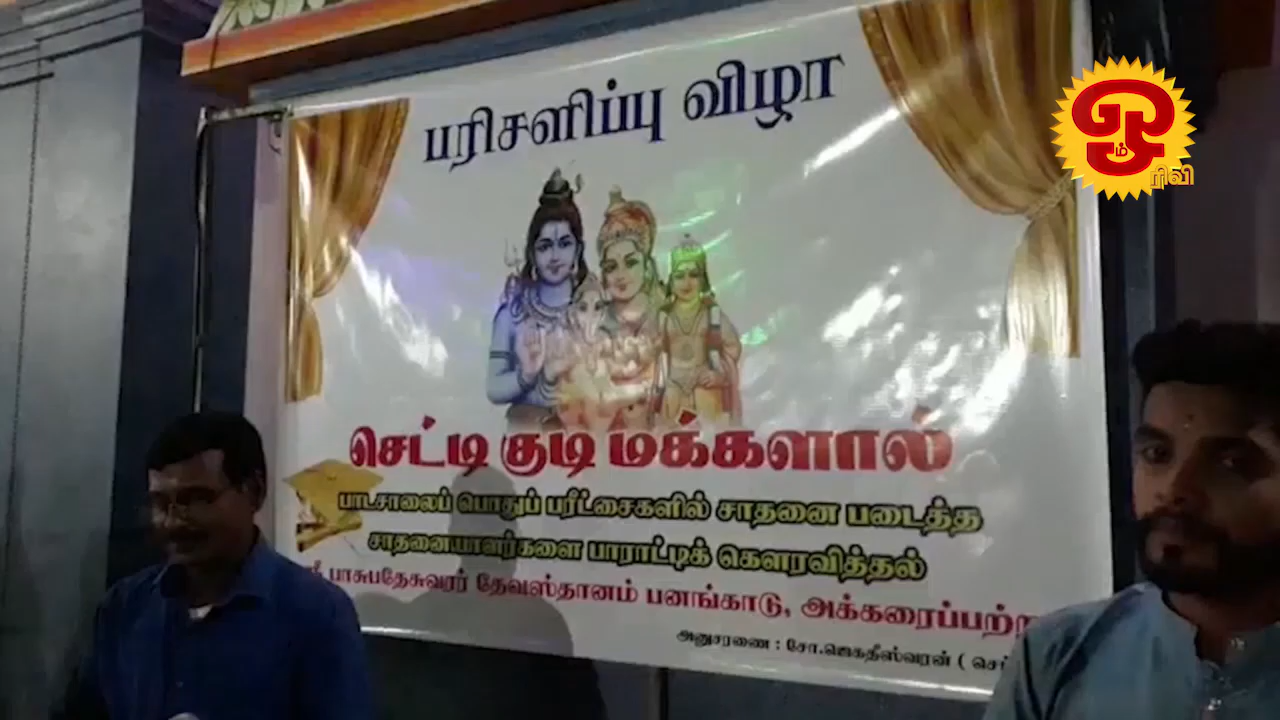 பரிசளிப்பு விழா
ஓம்
ரிவி
செட்டி குடி மக்களால்
பாடசாலைப் பொதுப் பரீட்சைகளில் சாதனை படைத்த
சாதனையாளர்களை பாராட்டிக் கௌரவித்தல்
ஸ்ரீ பாசுபதேசுவரர் தேவஸ்தானம் பனங்காடு, அக்கரைப்பற்று
அனுசரணை : சோ.ஜெகதீஸ்வரன் (